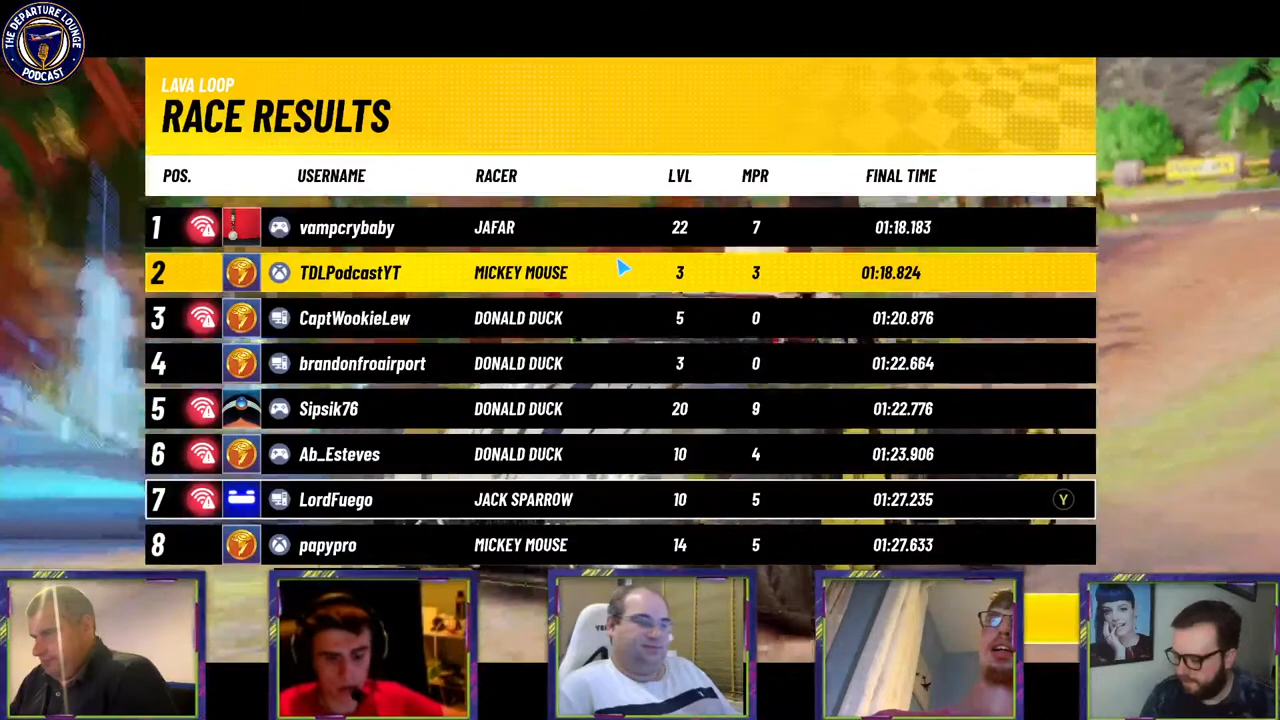 THE DEPARTURE LOUNGE
PODCAST
LAVA LOOP
RACE RESULTS
POS. USERNAME RACER LVL MPR FINAL TIME
1 vampcrybaby JAFAR 22 7 01:18.183
2 TDLPodcastYT MICKEY MOUSE 3 3 01:18.824
3 CaptWookieLew DONALD DUCK 5 0 01:20.876
4 brandonfroairport DONALD DUCK 3 0 01:22.664
5 Sipsik76 DONALD DUCK 20 9 01:22.776
6 Ab_Esteves DONALD DUCK 10 4 01:23.906
7 LordFuego JACK SPARROW 10 5 01:27.235 Y
8 papypro MICKEY MOUSE 14 5 01:27.633